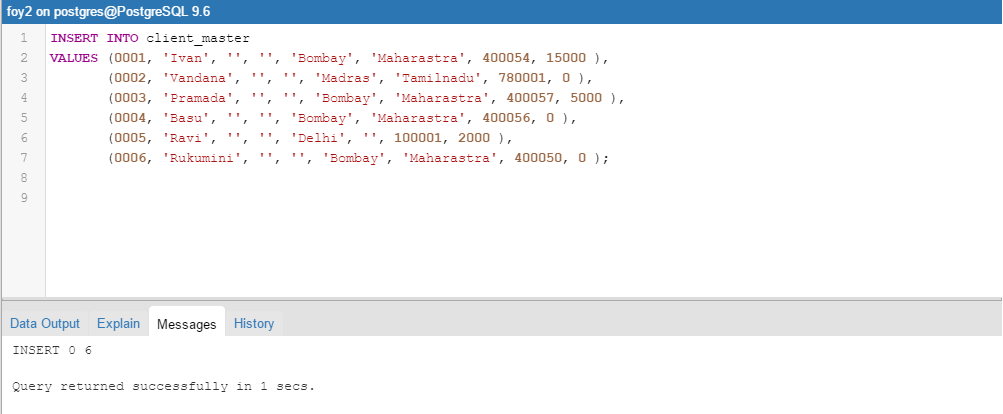 foy2 on postgres@PostgreSQL 9.6
1 INSERT INTO client_master
2 VALUES (0001, 'Ivan', '', '', 'Bombay', 'Maharastra', 400054, 15000 ),
3 (0002, 'Vandana', '', '', 'Madras', 'Tamilnadu', 780001, 0 ),
4 (0003, 'Pramada', '', '', 'Bombay', 'Maharastra', 400057, 5000 ),
5 (0004, 'Basu', '', '', 'Bombay', 'Maharastra', 400056, 0 ),
6 (0005, 'Ravi', '', '', 'Delhi', '', 100001, 2000 ),
7 (0006, 'Rukumini', '', '', 'Bombay', 'Maharastra', 400050, 0 );
8
9
Data Output Explain Messages History
INSERT 0 6
Query returned successfully in 1 secs.